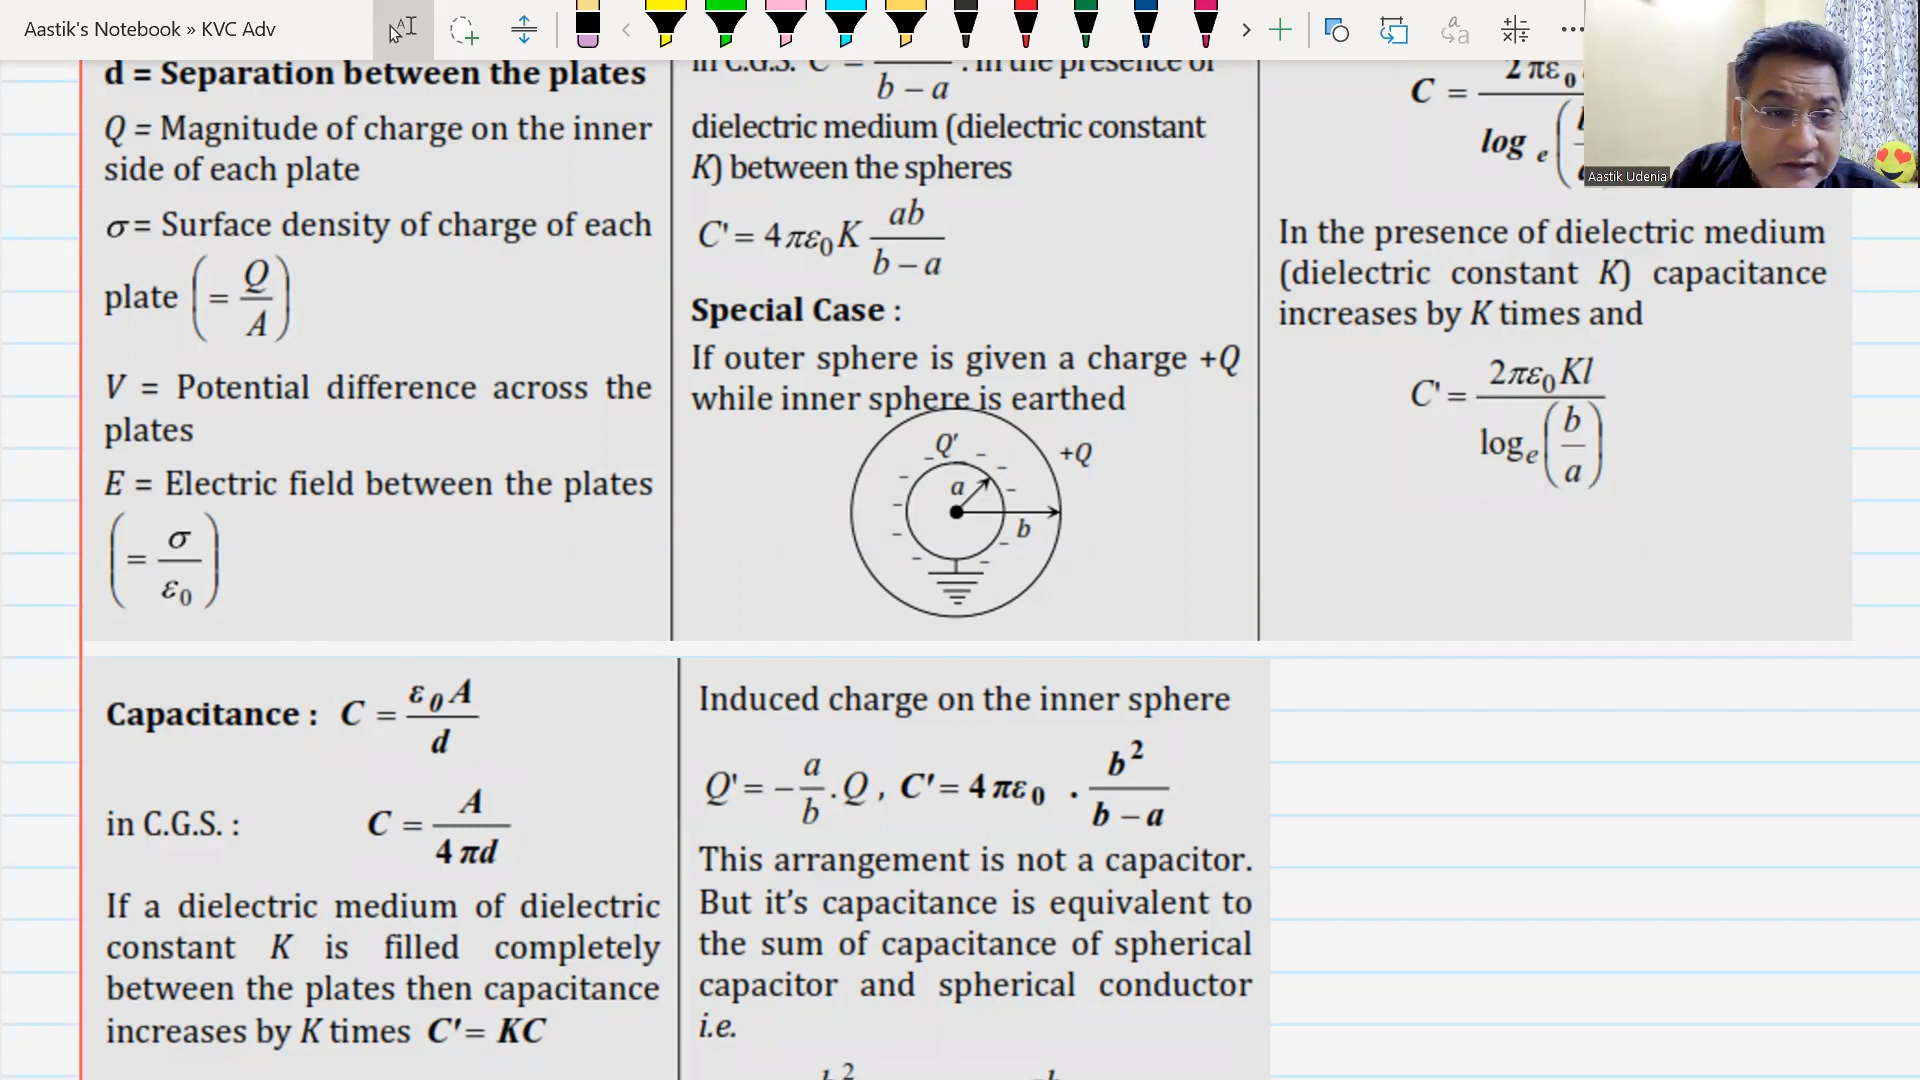 Aastik's Notebook » KVC Adv
Aastik Udenia
d = Separation between the plates
Q = Magnitude of charge on the inner
side of each plate
σ = Surface density of charge of each
plate (= Q/A)
V = Potential difference across the
plates
E = Electric field between the plates
(= σ/ε₀)
in C.G.S. C = / b – a . In the presence of
dielectric medium (dielectric constant
K) between the spheres
C' = 4πε₀K ab/b – a
Special Case :
If outer sphere is given a charge +Q
while inner sphere is earthed
Q'
+Q
a
b
C = 2πε₀ / log e (
In the presence of dielectric medium
(dielectric constant K) capacitance
increases by K times and
C' = 2πε₀Kl / logₑ(b/a)
Capacitance : C = ε₀A/d
in C.G.S. : C = A/4πd
If a dielectric medium of dielectric
constant K is filled completely
between the plates then capacitance
increases by K times C' = KC
Induced charge on the inner sphere
Q' = – a/b . Q , C' = 4πε₀ . b²/b – a
This arrangement is not a capacitor.
But it's capacitance is equivalent to
the sum of capacitance of spherical
capacitor and spherical conductor
i.e.